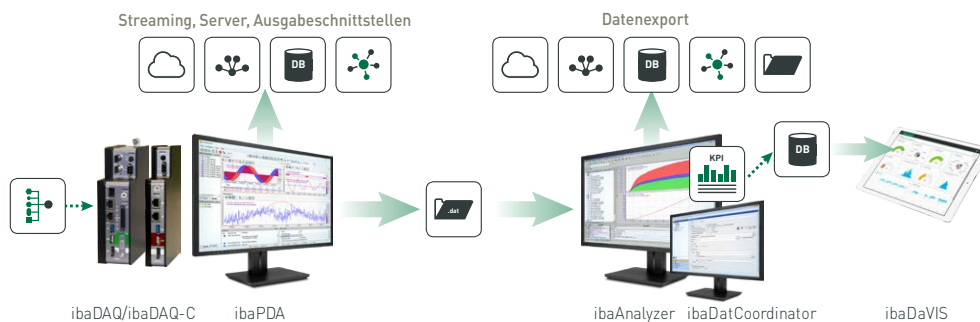 Streaming, Server, Ausgabeschnittstellen
Datenexport
DB
DB
KPI
DB
.dat
ibaDAQ/ibaDAQ-C
ibaPDA
ibaAnalyzer
ibaDatCoordinator
ibaDaVIS